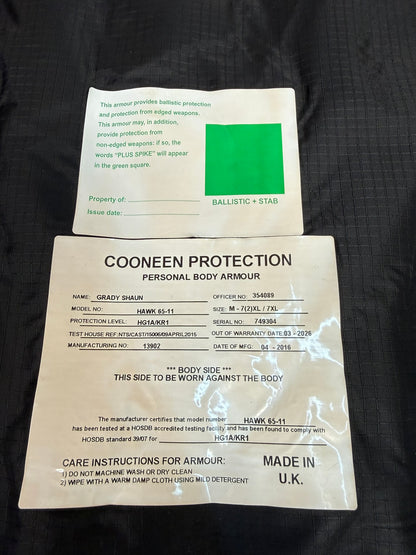 This armour provides ballistic protection
and protection from edged weapons.
This armour may, in addition,
provide protection from
non-edged weapons: if so, the
words "PLUS SPIKE" will appear
in the green square.
Property of:
Issue date:
BALLISTIC + STAB
COONEEN PROTECTION
PERSONAL BODY ARMOUR
NAME: GRADY SHAUN OFFICER NO: 354089
MODEL NO: HAWK 65-11 SIZE: M - 7(2)XL / 7XL
PROTECTION LEVEL: HG1A/KR1 SERIAL NO: 749304
TEST HOUSE REF:NTS/CAST/15006/09APRIL2015 OUT OF WARRANTY DATE: 03 - 2026
MANUFACTURING NO: 13902 DATE OF MFG: 04 - 2016
*** BODY SIDE ***
THIS SIDE TO BE WORN AGAINST THE BODY
The manufacturer certifies that model number HAWK 65-11
has been tested at a HOSDB accredited testing facility and has been found to comply with
HOSDB standard 39/07 for HG1A/KR1
CARE INSTRUCTIONS FOR ARMOUR:
1) DO NOT MACHINE WASH OR DRY CLEAN
2) WIPE WITH A WARM DAMP CLOTH USING MILD DETERGENT
MADE IN
U.K.